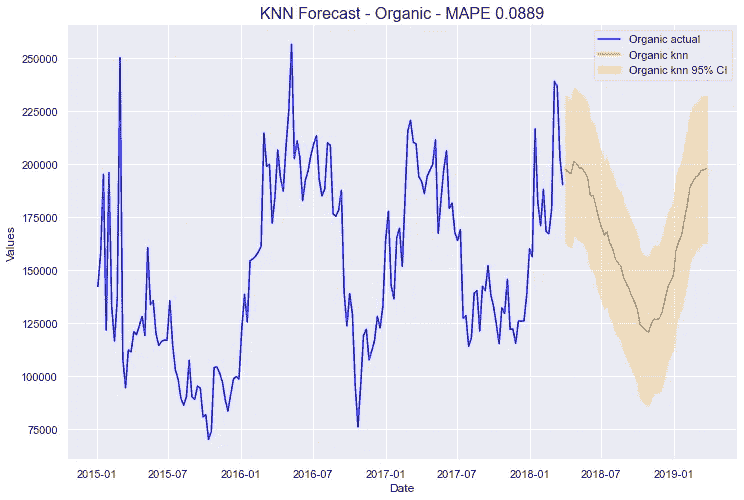 KNN Forecast - Organic - MAPE 0.0889
Organic actual
Organic knn
Organic knn 95% CI
250000
225000
200000
175000
150000
125000
100000
75000
Values
2015-01 2015-07 2016-01 2016-07 2017-01 2017-07 2018-01 2018-07 2019-01
Date